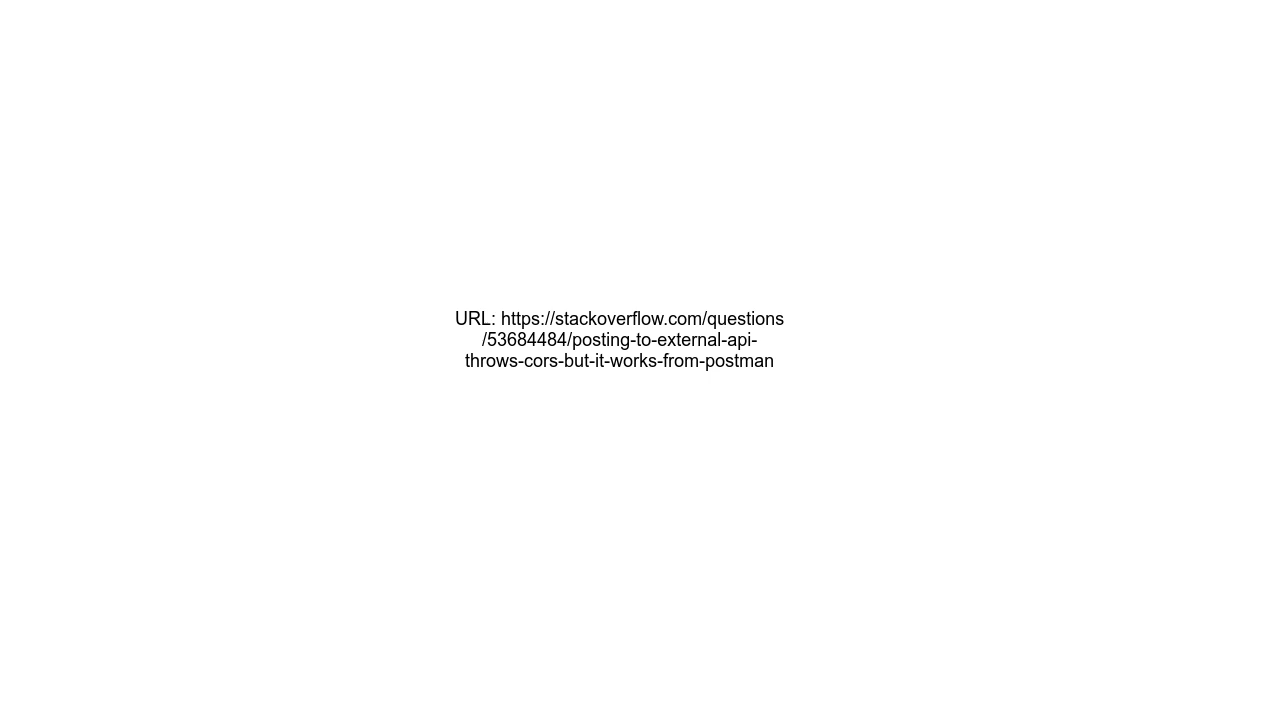 URL: https://stackoverflow.com/questions
/53684484/posting-to-external-api-
throws-cors-but-it-works-from-postman